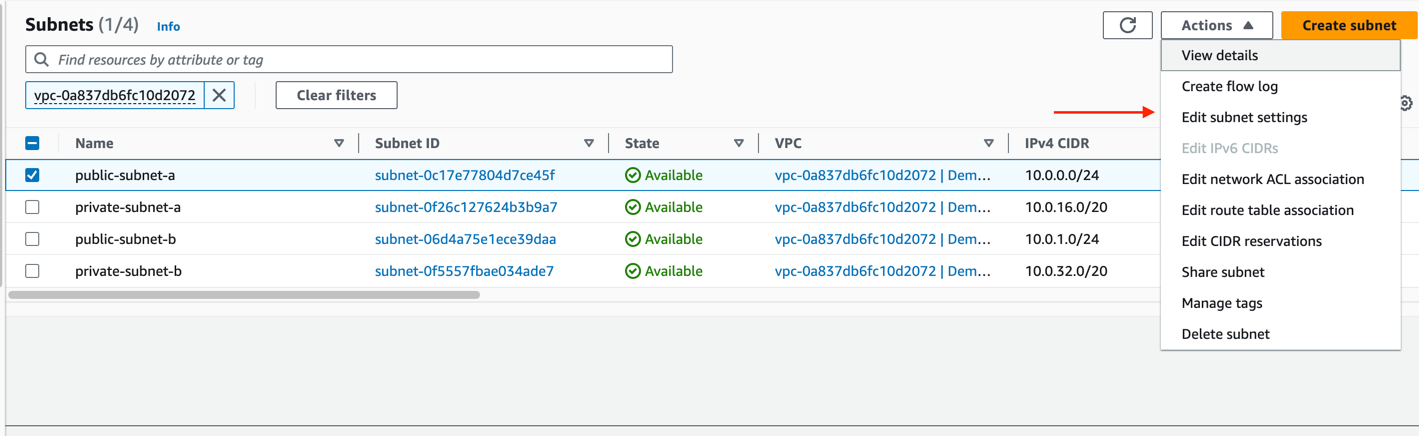 Subnets (1/4) Info
Actions
Create subnet
Find resources by attribute or tag
vpc-0a837db6fc10d2072
Clear filters
View details
Create flow log
Edit subnet settings
Edit IPv6 CIDRs
Edit network ACL association
Edit route table association
Edit CIDR reservations
Share subnet
Manage tags
Delete subnet
Name Subnet ID State VPC IPv4 CIDR
public-subnet-a subnet-0c17e77804d7ce45f Available vpc-0a837db6fc10d2072 | Dem... 10.0.0.0/24
private-subnet-a subnet-0f26c127624b3b9a7 Available vpc-0a837db6fc10d2072 | Dem... 10.0.16.0/20
public-subnet-b subnet-06d4a75e1ece39daa Available vpc-0a837db6fc10d2072 | Dem... 10.0.1.0/24
private-subnet-b subnet-0f5557fbae034ade7 Available vpc-0a837db6fc10d2072 | Dem... 10.0.32.0/20